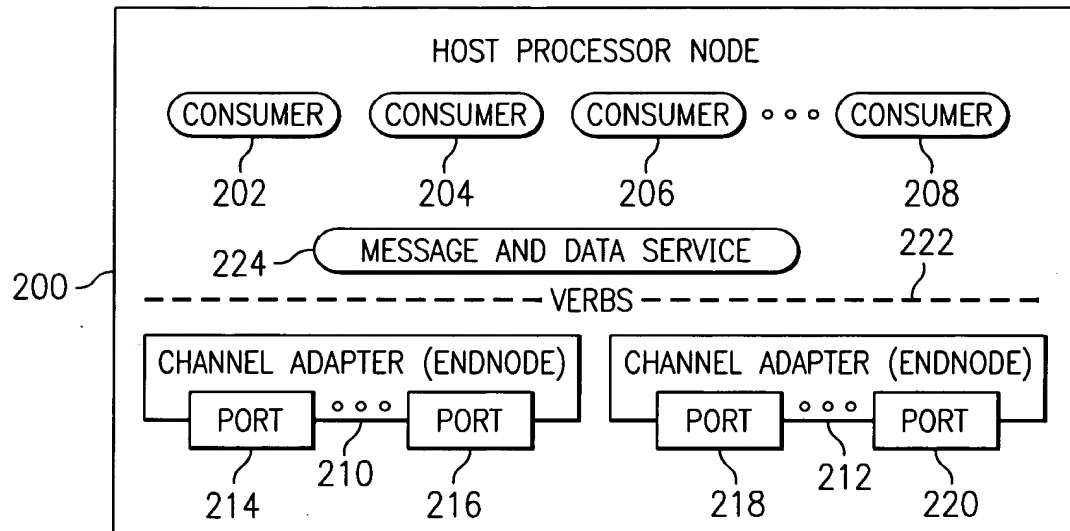 HOST PROCESSOR NODE
CONSUMER CONSUMER CONSUMER CONSUMER
202 204 206 208
224 MESSAGE AND DATA SERVICE 222
200
VERBS
CHANNEL ADAPTER (ENDNODE) CHANNEL ADAPTER (ENDNODE)
PORT PORT PORT PORT
214 210 216 218 212 220